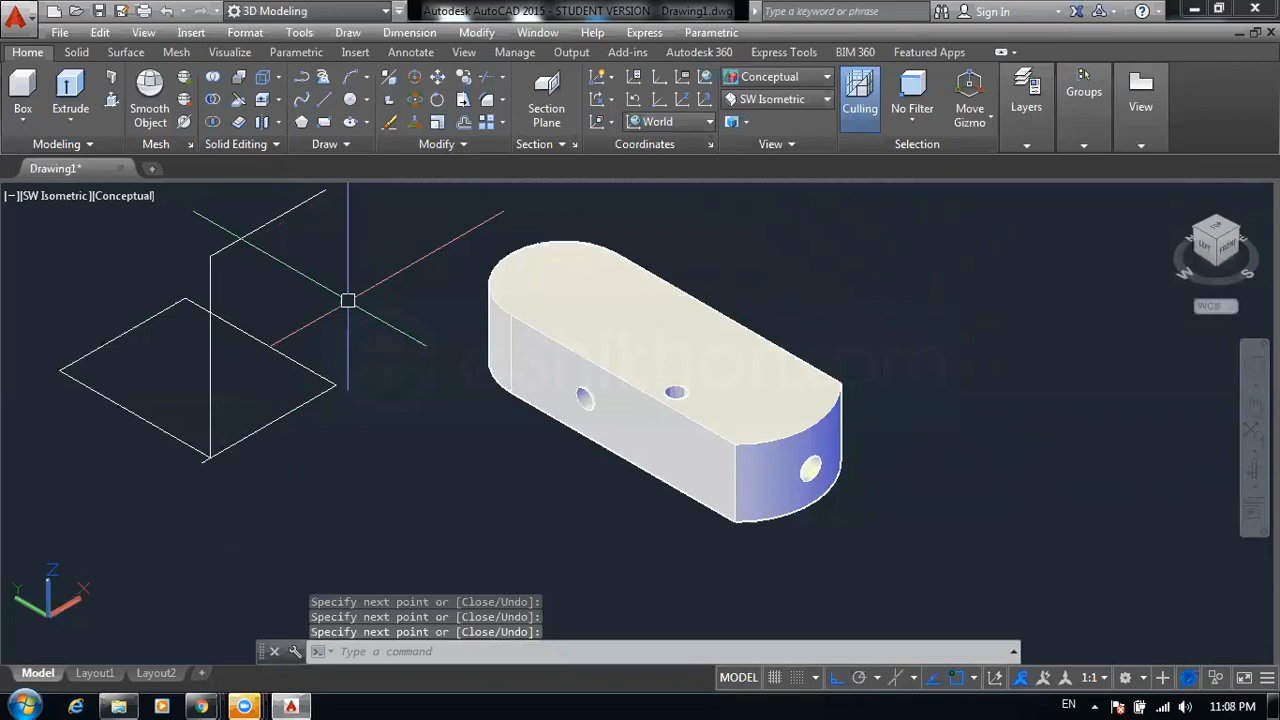 3D Modeling
Autodesk AutoCAD 2015 - STUDENT VERSION Drawing1.dwg
Type a keyword or phrase
Sign In
File Edit View Insert Format Tools Draw Dimension Modify Window Help Express Parametric
Home Solid Surface Mesh Visualize Parametric Insert Annotate View Manage Output Add-ins Autodesk 360 Express Tools BIM 360 Featured Apps
Conceptual
SW Isometric
World
Box
Extrude
Smooth Object
Section Plane
Culling
No Filter
Move Gizmo
Layers
Groups
View
Modeling Mesh Solid Editing Draw Modify Section Coordinates View Selection
Drawing1*
[−][SW Isometric][Conceptual]
TOP
LEFT FRONT
W S
WCS
Z
Y X
Specify next point or [Close/Undo]:
Specify next point or [Close/Undo]:
Specify next point or [Close/Undo]:
Type a command
Model Layout1 Layout2
MODEL
1:1
EN
11:08 PM